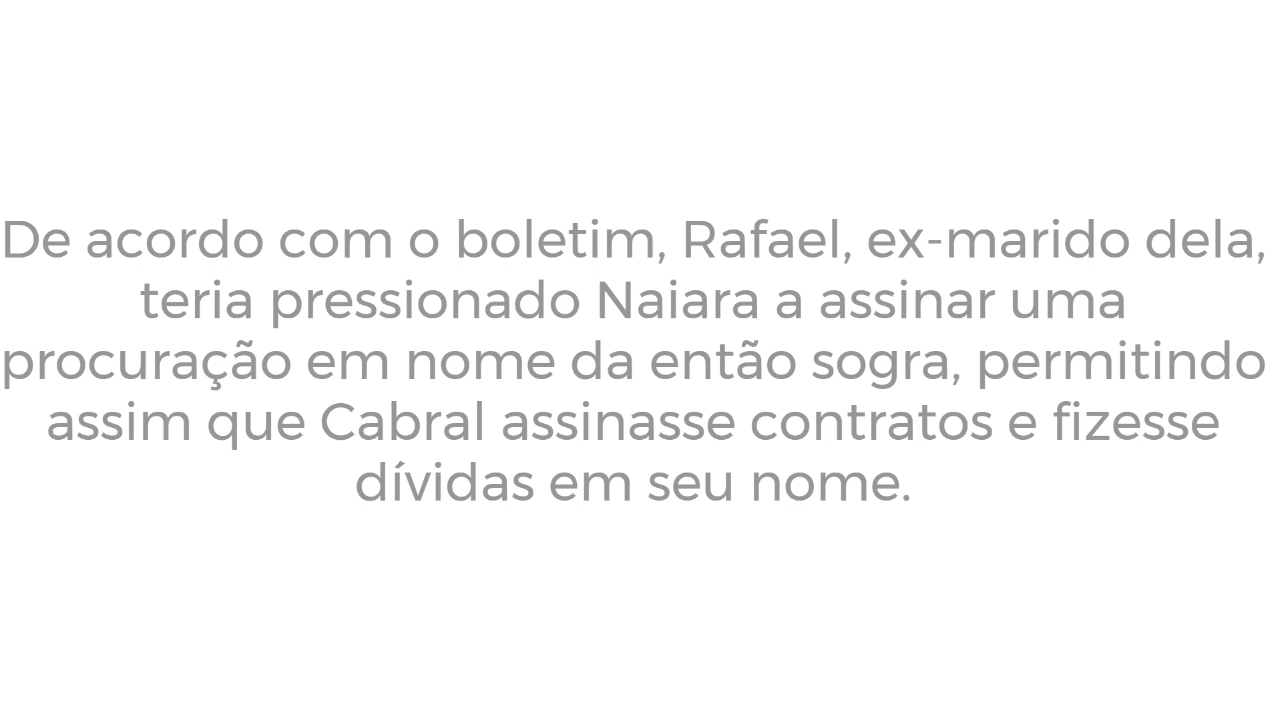 De acordo com o boletim, Rafael, ex-marido dela,
teria pressionado Naiara a assinar uma
procuração em nome da então sogra, permitindo
assim que Cabral assinasse contratos e fizesse
dívidas em seu nome.